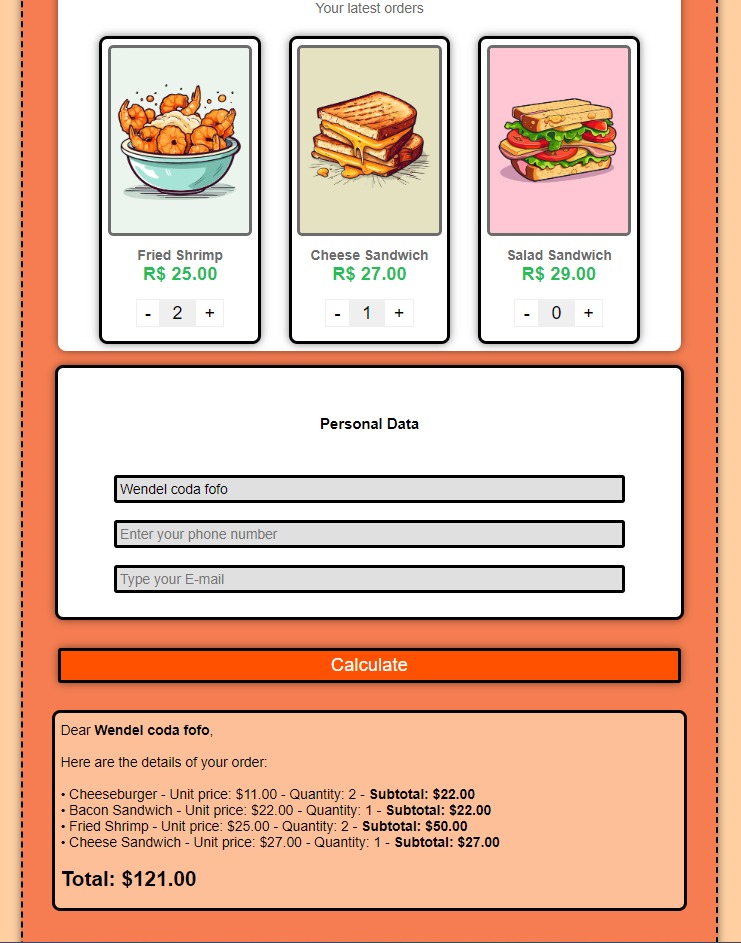 Your latest orders
Fried Shrimp
R$ 25.00
- 2 +
Cheese Sandwich
R$ 27.00
- 1 +
Salad Sandwich
R$ 29.00
- 0 +
Personal Data
Wendel coda fofo
Enter your phone number
Type your E-mail
Calculate
Dear Wendel coda fofo,
Here are the details of your order:
• Cheeseburger - Unit price: $11.00 - Quantity: 2 - Subtotal: $22.00
• Bacon Sandwich - Unit price: $22.00 - Quantity: 1 - Subtotal: $22.00
• Fried Shrimp - Unit price: $25.00 - Quantity: 2 - Subtotal: $50.00
• Cheese Sandwich - Unit price: $27.00 - Quantity: 1 - Subtotal: $27.00
Total: $121.00